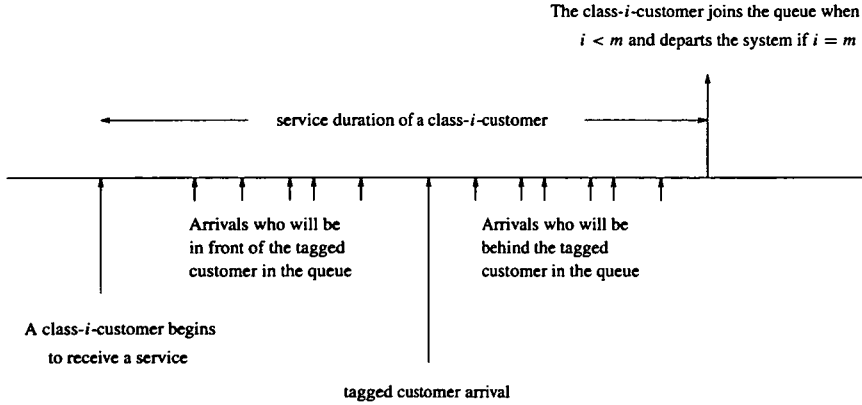 The class-i-customer joins the queue when
i < m and departs the system if i = m
service duration of a class-i-customer
Arrivals who will be
in front of the tagged
customer in the queue
Arrivals who will be
behind the tagged
customer in the queue
A class-i-customer begins
to receive a service
tagged customer arrival